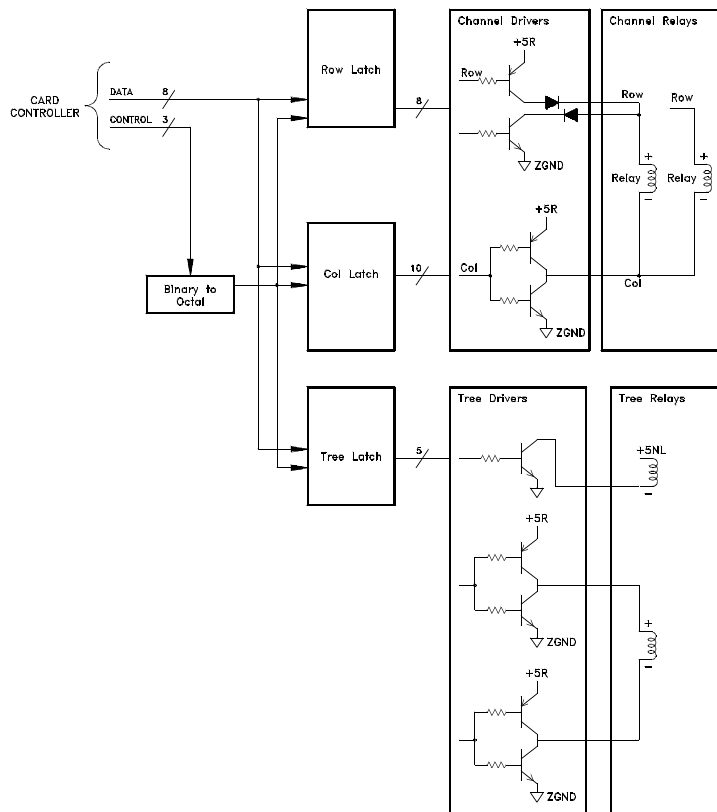 Row Latch
Channel Drivers
Channel Relays
+5R
Row
DATA
8
CARD
CONTROLLER
CONTROL
3
8
Row
Row
ZGND
+
+
Relay
Relay
-
-
+5R
Col Latch
10
Col
Col
Binary to
Octal
ZGND
Tree Drivers
Tree Relays
Tree Latch
5
+5NL
-
+5R
ZGND
+
-
+5R
ZGND